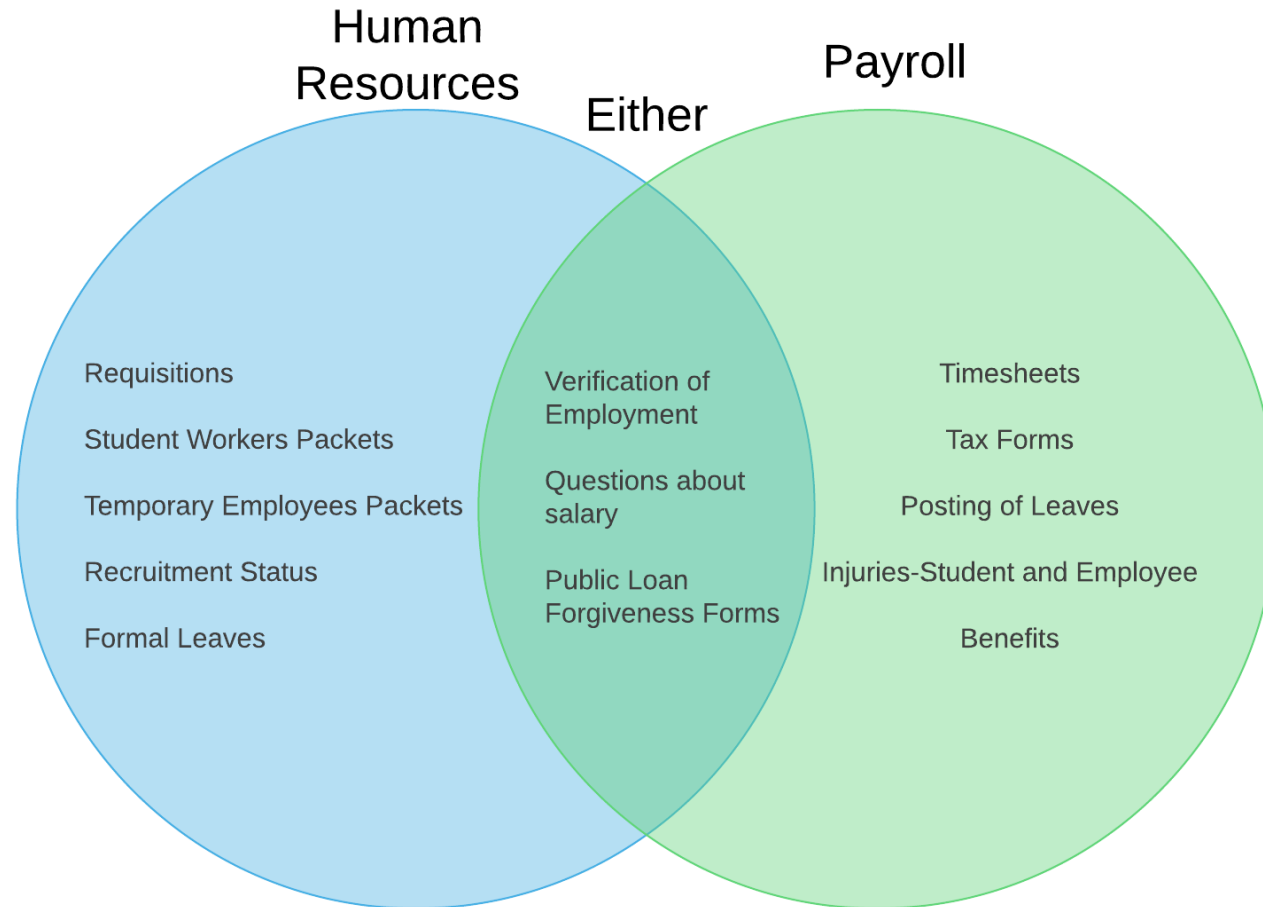 Human
Resources
Either
Payroll
Requisitions
Student Workers Packets
Temporary Employees Packets
Recruitment Status
Formal Leaves
Verification of
Employment
Questions about
salary
Public Loan
Forgiveness Forms
Timesheets
Tax Forms
Posting of Leaves
Injuries-Student and Employee
Benefits